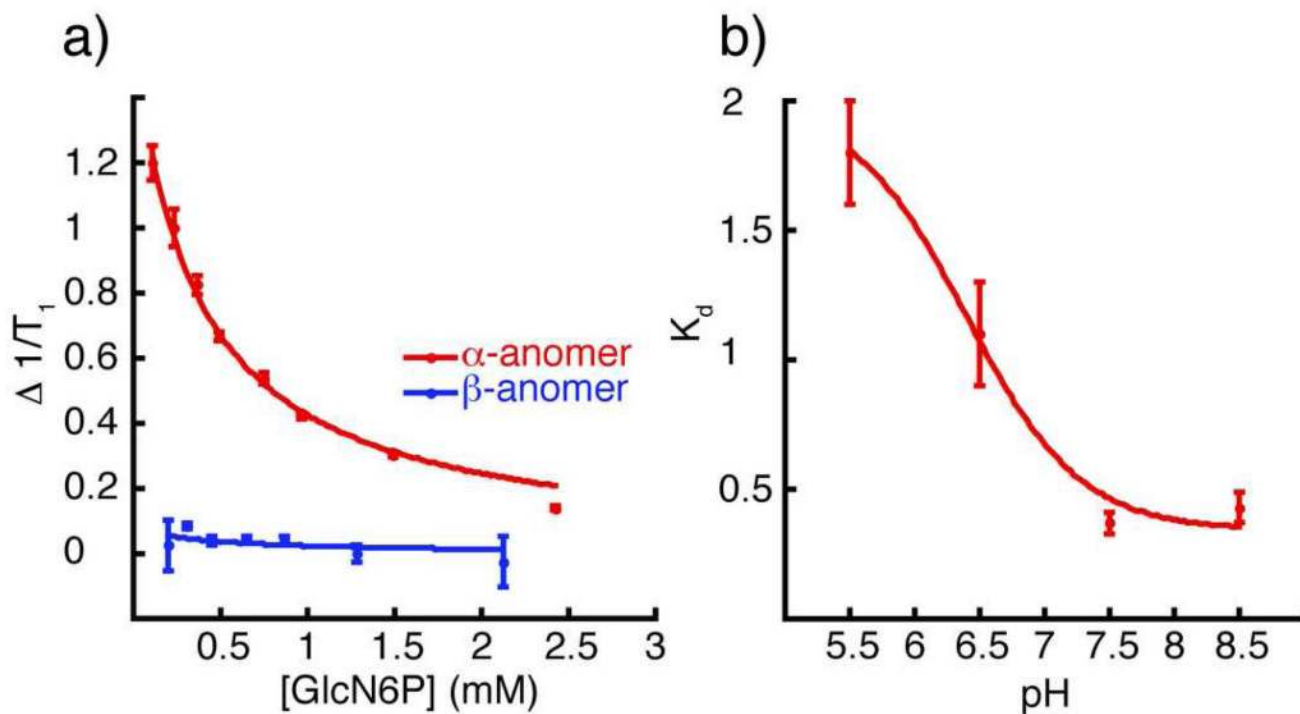 a)
1.2
1
0.8
0.6
0.4
0.2
0
Δ 1/T1
α-anomer
β-anomer
0.5 1 1.5 2 2.5 3
[GlcN6P] (mM)
b)
2
1.5
1
0.5
Kd
5.5 6 6.5 7 7.5 8 8.5
pH